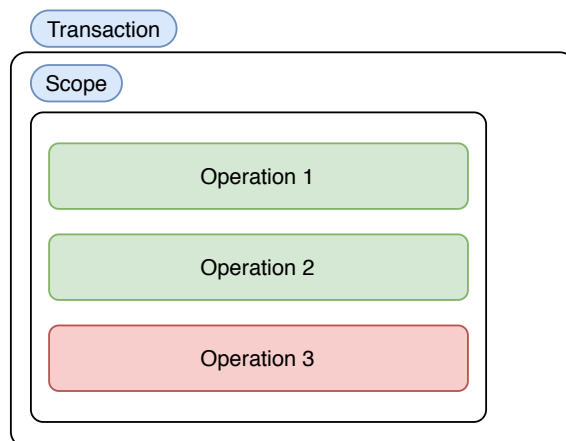 Transaction
Scope
Operation 1
Operation 2
Operation 3